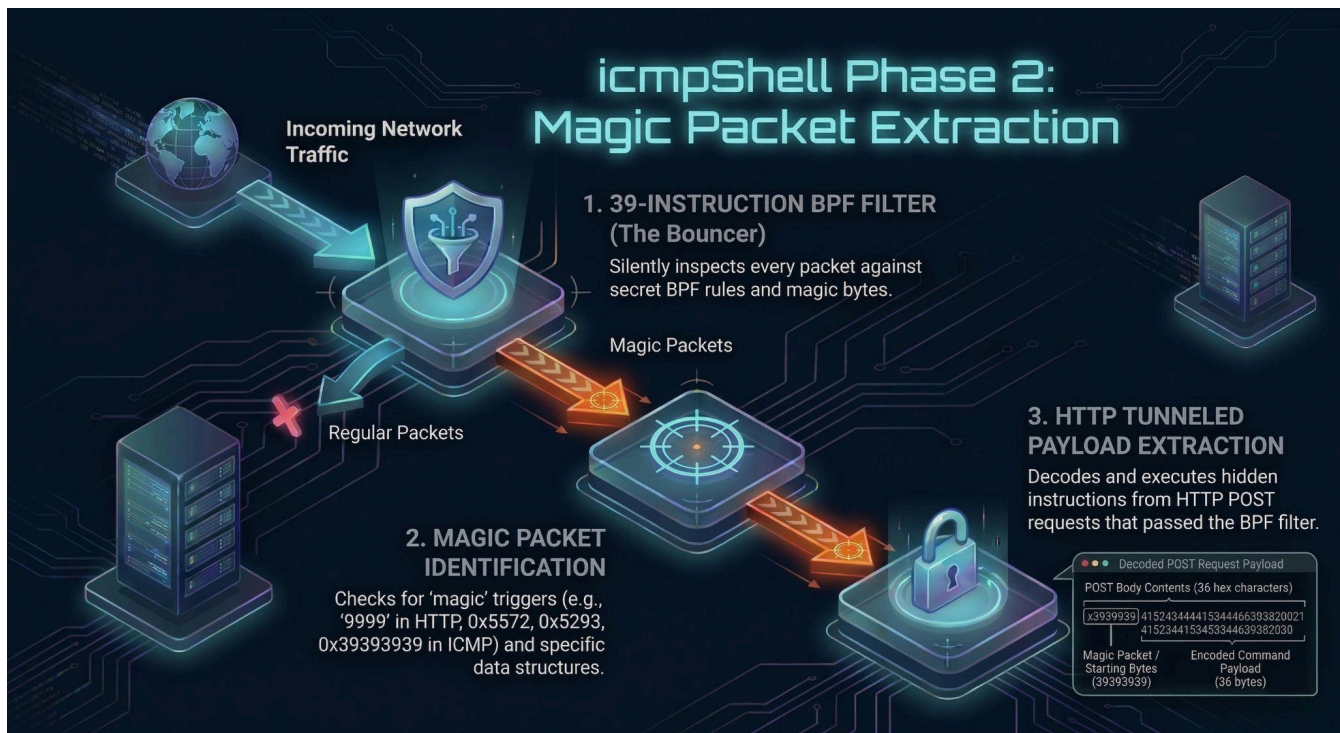 icmpShell Phase 2:
Magic Packet Extraction
Incoming Network
Traffic
1. 39-INSTRUCTION BPF FILTER
(The Bouncer)
Silently inspects every packet against
secret BPF rules and magic bytes.
Magic Packets
Regular Packets
2. MAGIC PACKET
IDENTIFICATION
Checks for ‘magic’ triggers (e.g.,
‘9999’ in HTTP, 0x5572, 0x5293,
0x39393939 in ICMP) and specific
data structures.
3. HTTP TUNNELED
PAYLOAD EXTRACTION
Decodes and executes hidden
instructions from HTTP POST
requests that passed the BPF filter.
Decoded POST Request Payload
POST Body Contents (36 hex characters)
x3939939 415243444415344466393820021
4152344153453344639382030
Magic Packet /
Starting Bytes
(39393939)
Encoded Command
Payload
(36 bytes)